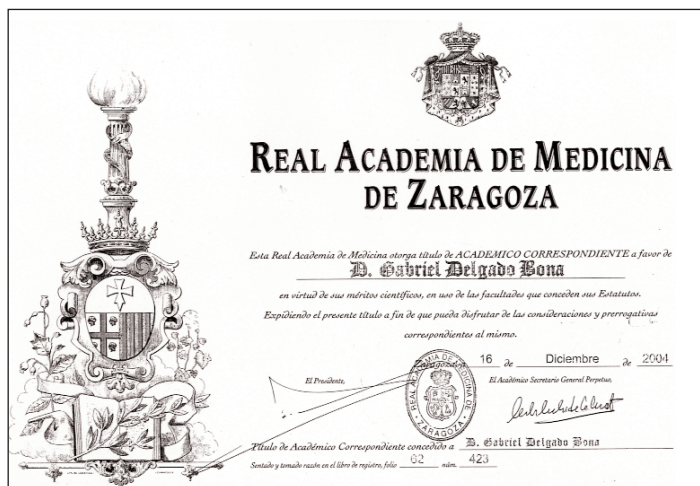 REAL ACADEMIA DE MEDICINA
DE ZARAGOZA
Esta Real Academia de Medicina otorga título de ACADEMICO CORRESPONDIENTE a favor de
D. Gabriel Delgado Bona
en virtud de sus méritos científicos, en uso de las facultades que conceden sus Estatutos.
Expidiendo el presente título a fin de que pueda disfrutar de las consideraciones y prerrogativas
correspondientes al mismo.
Zaragoza, 16 de Diciembre de 2004
El Presidente,
El Académico Secretario General Perpetuo,
REAL ACADEMIA DE MEDICINA DE
ZARAGOZA
Título de Académico Correspondiente concedido a D. Gabriel Delgado Bona
Sentado y tomado razón en el libro de registro, folio 62 núm. 423